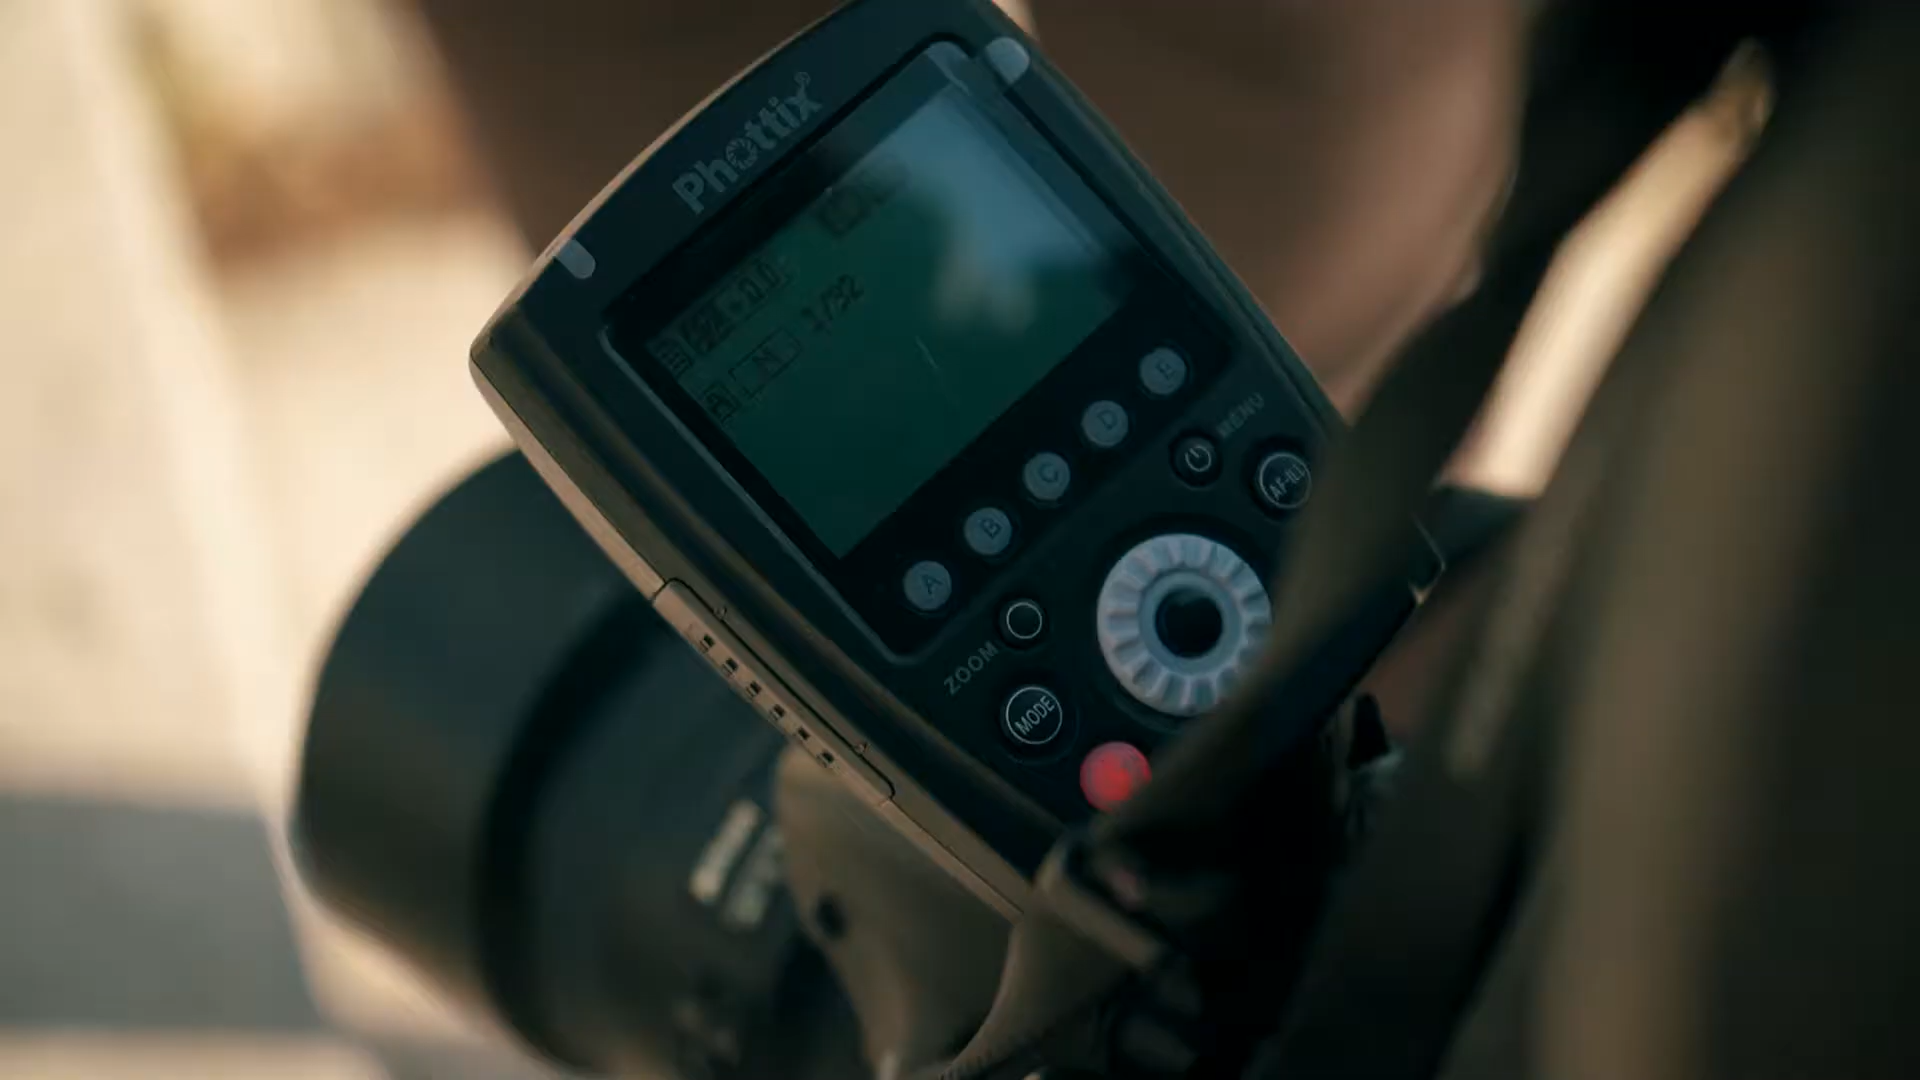 Phottix®
A M 1/32
A B C D E
MENU
AF-ILL
ZOOM
MODE